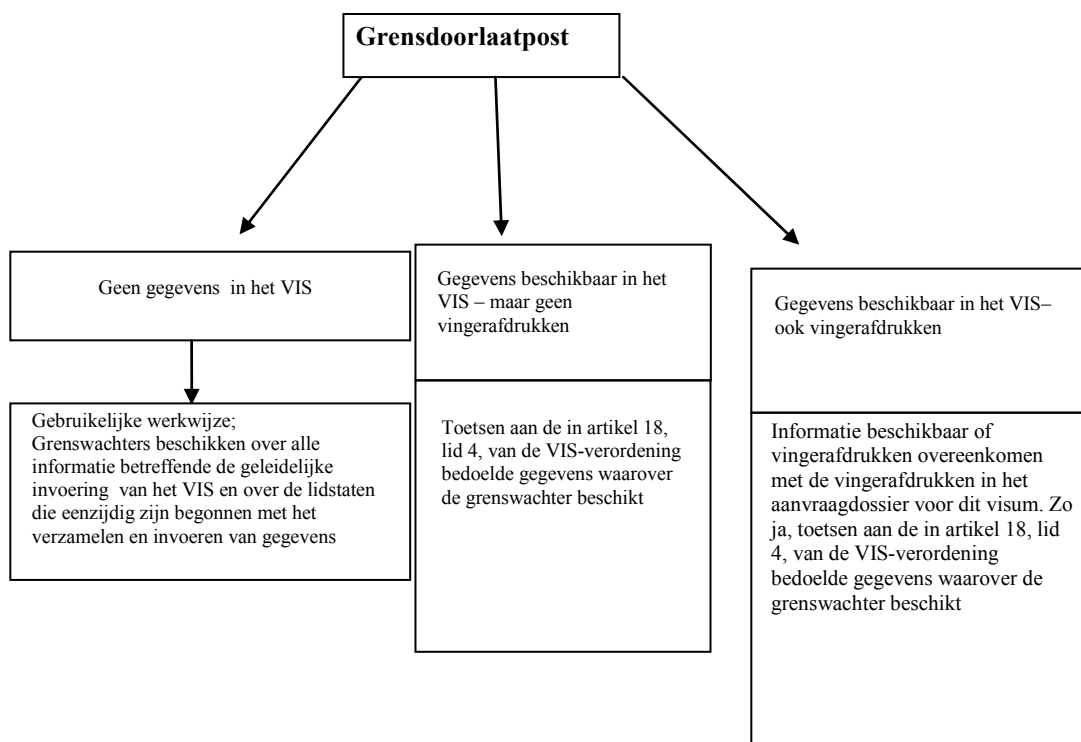 Grensdoorlaatpost
Geen gegevens in het VIS
Gebruikelijke werkwijze;
Grenswachters beschikken over alle
informatie betreffende de geleidelijke
invoering van het VIS en over de lidstaten
die eenzijdig zijn begonnen met het
verzamelen en invoeren van gegevens
Gegevens beschikbaar in het
VIS – maar geen
vingerafdrukken
Toetsen aan de in artikel 18,
lid 4, van de VIS-verordening
bedoelde gegevens waarover
de grenswachter beschikt
Gegevens beschikbaar in het VIS–
ook vingerafdrukken
Informatie beschikbaar of
vingerafdrukken overeenkomen
met de vingerafdrukken in het
aanvraagdossier voor dit visum. Zo
ja, toetsen aan de in artikel 18, lid
4, van de VIS-verordening
bedoelde gegevens waarover de
grenswachter beschikt